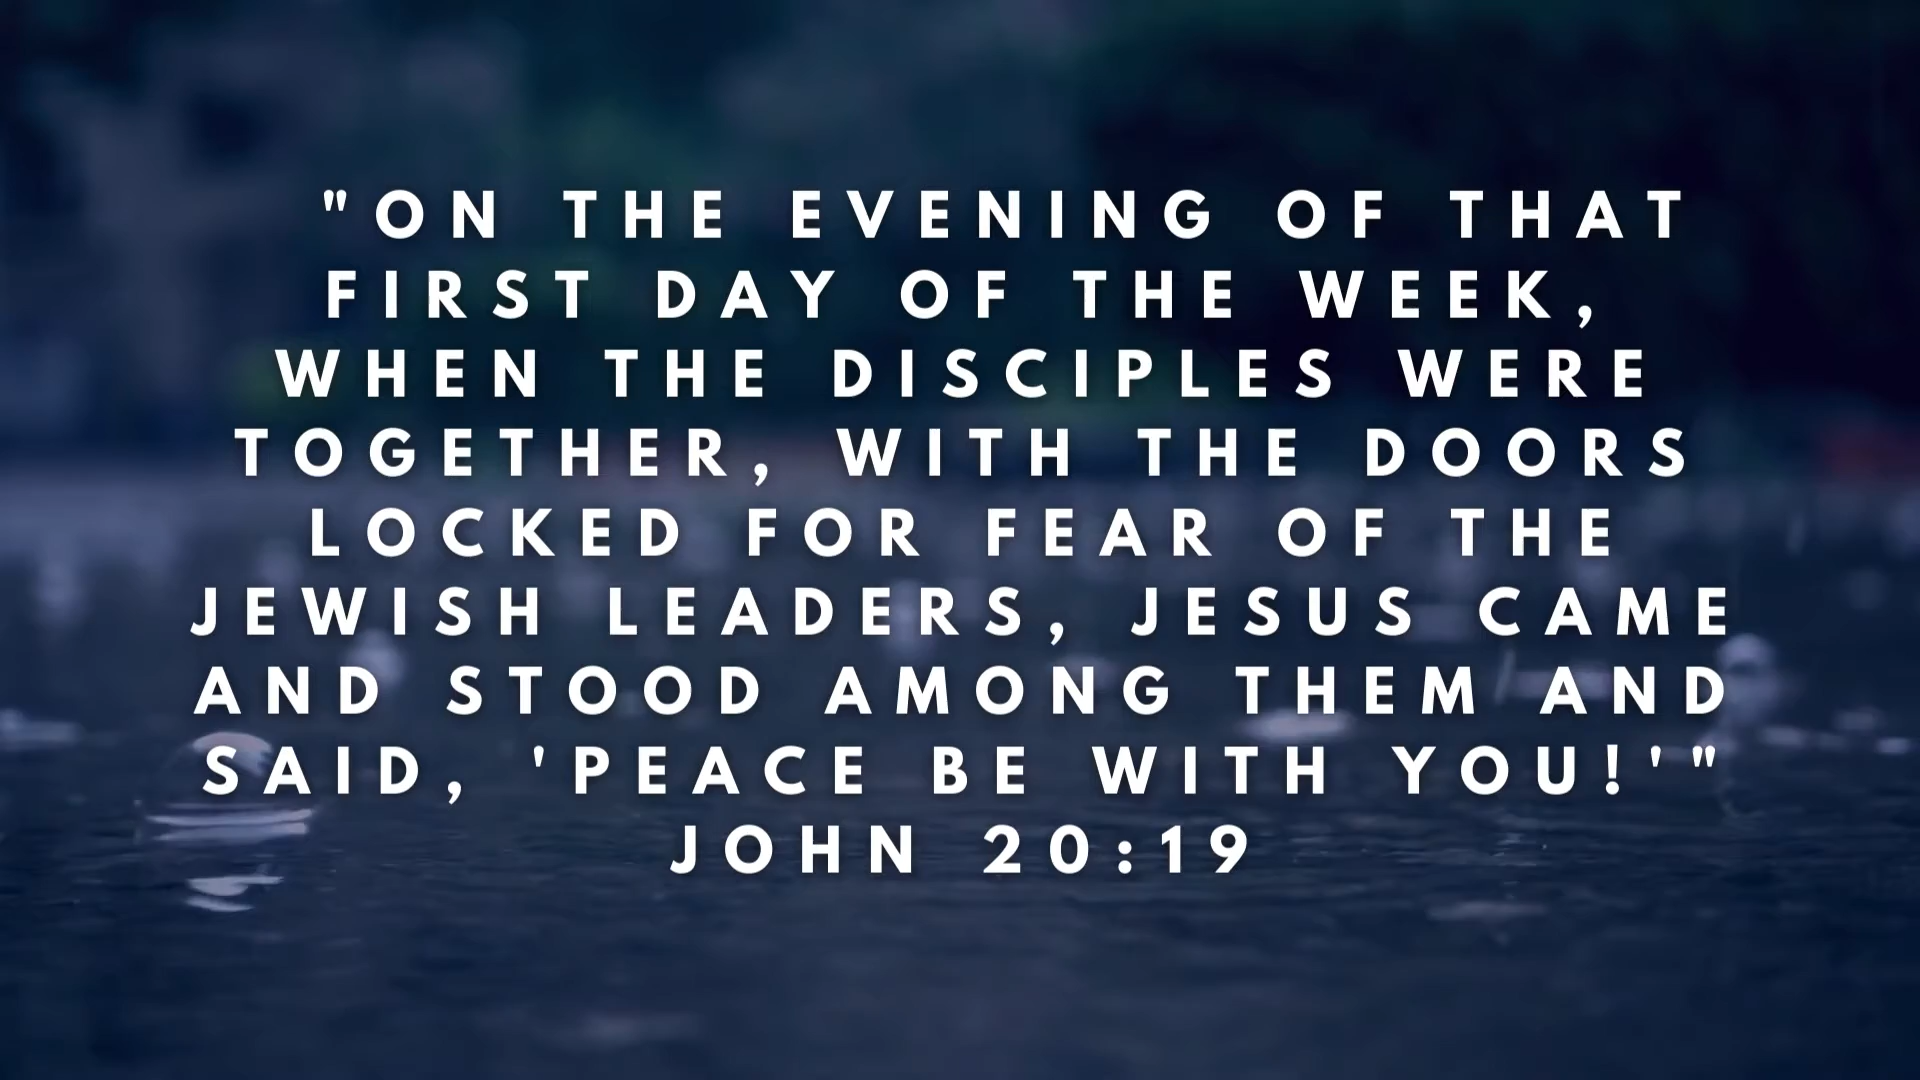 "ON THE EVENING OF THAT
FIRST DAY OF THE WEEK,
WHEN THE DISCIPLES WERE
TOGETHER, WITH THE DOORS
LOCKED FOR FEAR OF THE
JEWISH LEADERS, JESUS CAME
AND STOOD AMONG THEM AND
SAID, 'PEACE BE WITH YOU!'"
JOHN 20:19